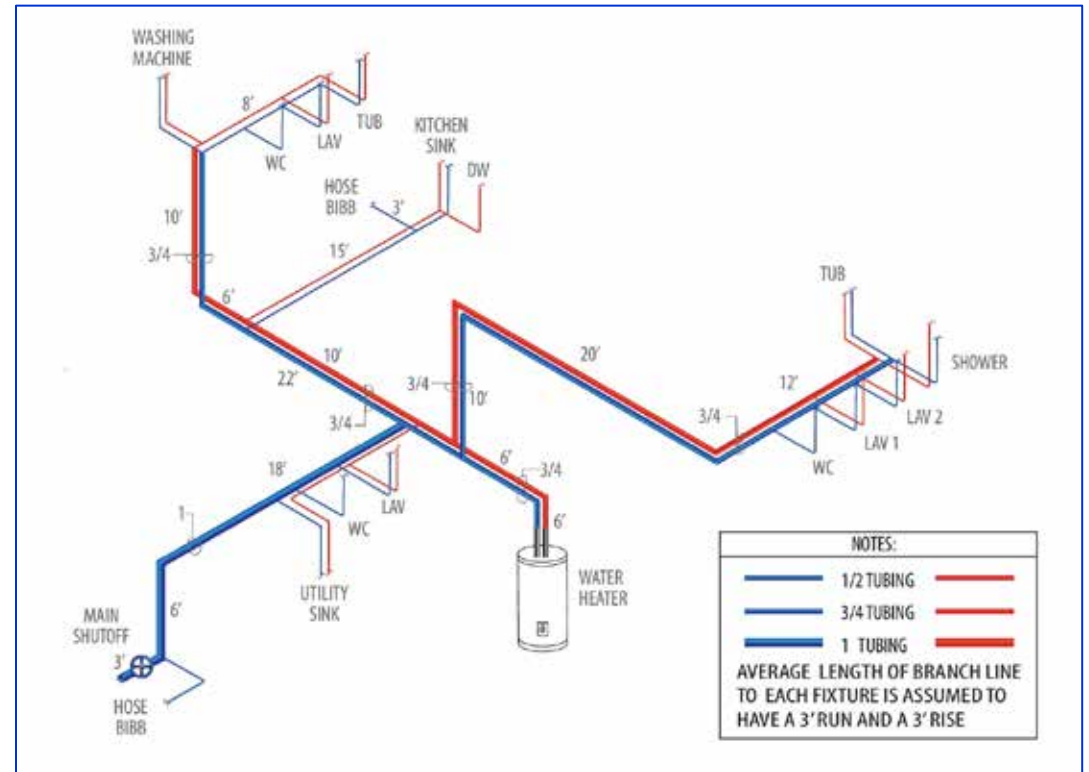 WASHING
MACHINE
8'
TUB
LAV
WC
KITCHEN
SINK
DW
HOSE
BIBB
3'
10'
15'
3/4
6'
TUB
20'
10'
SHOWER
22'
3/4
10'
12'
3/4
3/4
LAV 2
LAV 1
6'
3/4
WC
18'
LAV
6'
1
WC
NOTES:
1/2 TUBING
3/4 TUBING
1 TUBING
AVERAGE LENGTH OF BRANCH LINE
TO EACH FIXTURE IS ASSUMED TO
HAVE A 3' RUN AND A 3' RISE
WATER
HEATER
UTILITY
SINK
6'
MAIN
SHUTOFF
3'
HOSE
BIBB